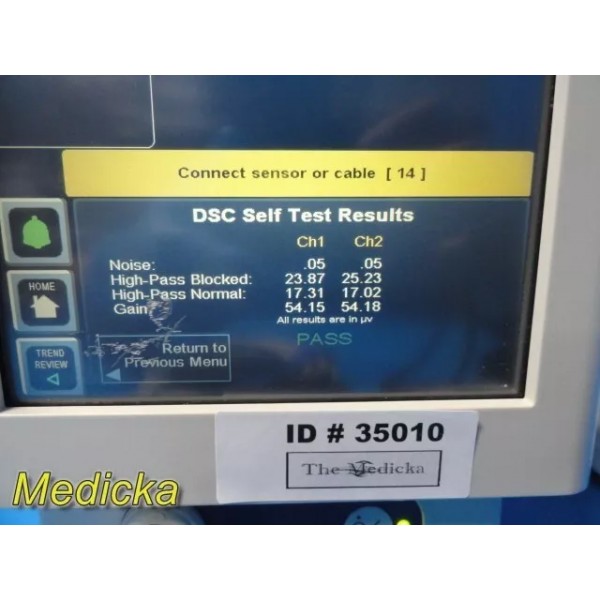 Connect sensor or cable [ 14 ]
DSC Self Test Results
Ch1 Ch2
Noise: .05 .05
High-Pass Blocked: 23.87 25.23
High-Pass Normal: 17.31 17.02
Gain: 54.15 54.18
All results are in µv
PASS
HOME
TREND
REVIEW
Return to
Previous Menu
ID # 35010
The Medicka
Medicka